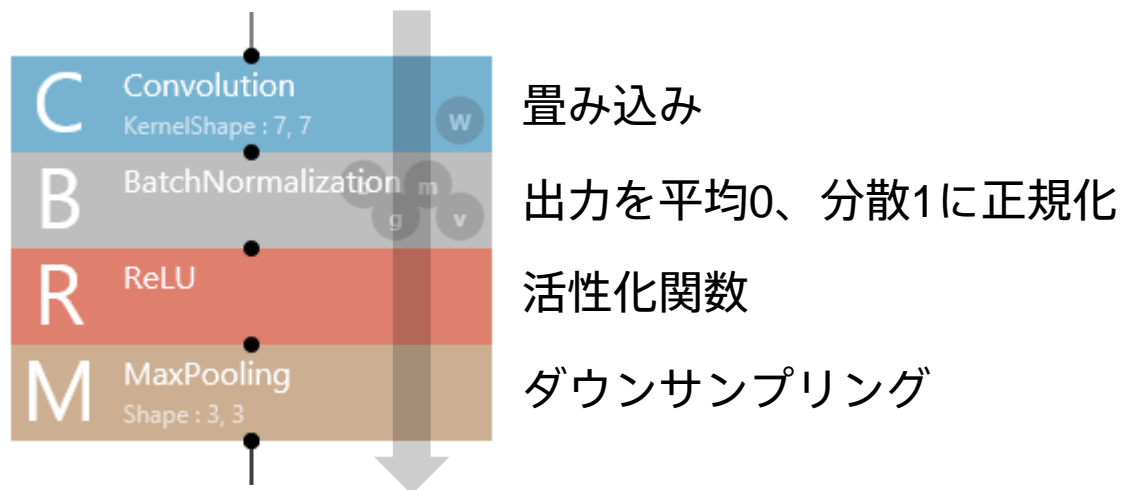 C
Convolution
KernelShape : 7, 7
W
畳み込み
B
BatchNormalization
m
g
v
出力を平均0、分散1に正規化
R
ReLU
活性化関数
M
MaxPooling
Shape : 3, 3
ダウンサンプリング